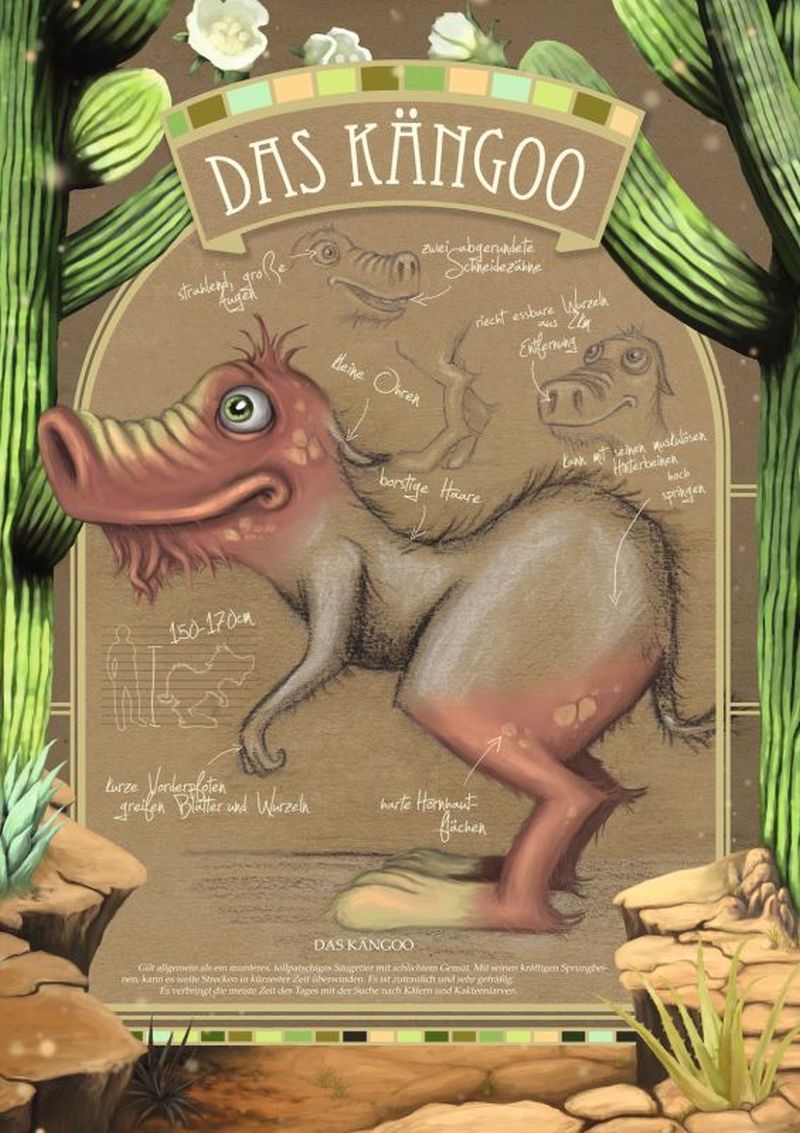 DAS KÄNGOO
zwei abgerundete
Schneidezähne
strahlend, große
Augen
riecht essbare Wurzeln
aus 2km
Entfernung
kleine Ohren
kann mit seinen muskulösen
Hinterbeinen
hoch
springen
borstige Haare
150-170cm
kurze Vorderpfoten
greifen Blätter und Wurzeln
harte Hornhaut-
flächen
DAS KÄNGOO
Gilt allgemein als ein munteres, tollpatschiges Säugetier mit schlichtem Gemüt. Mit seinen kräftigen Sprungbei-
nen, kann es weite Strecken in kürzester Zeit überwinden. Es ist zutraulich und sehr gefräßig.
Es verbringt die meiste Zeit des Tages mit der Suche nach Käfern und Kakteenlarven.